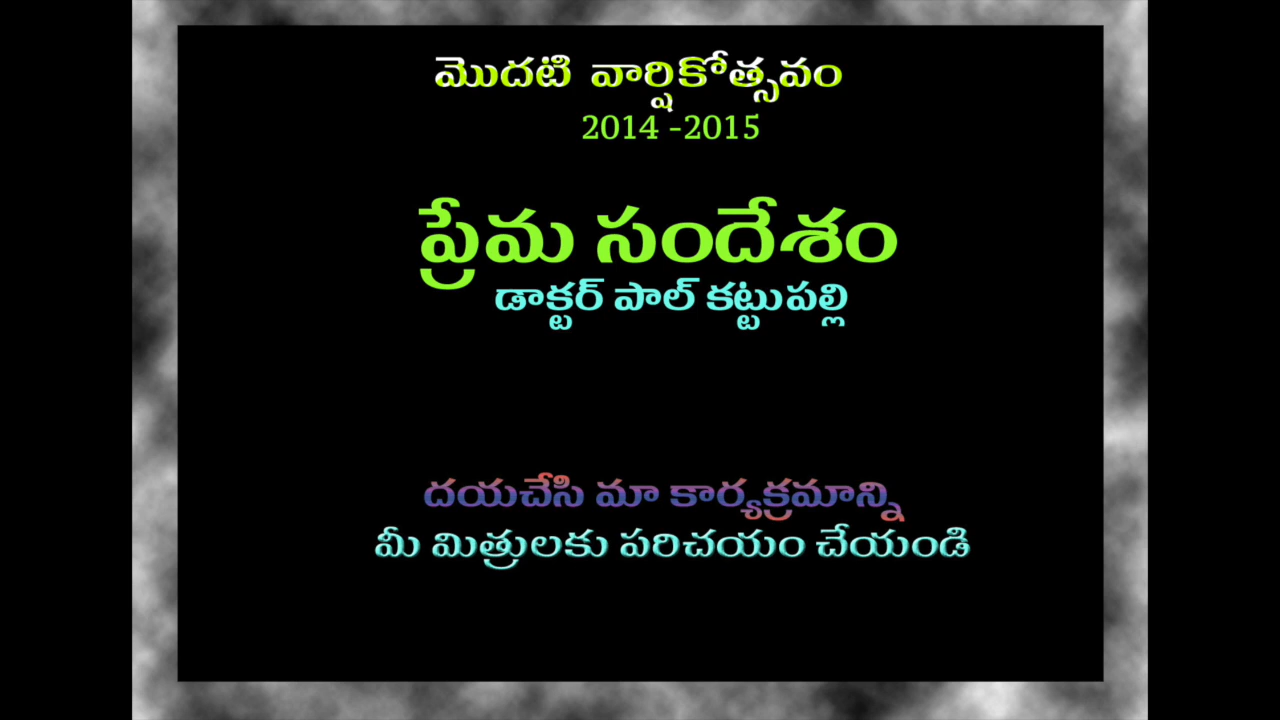 మొదటి వార్షికోత్సవం
2014 -2015
ప్రేమ సందేశం
డాక్టర్ పాల్ కట్టుపల్లి
దయచేసి మా కార్యక్రమాన్ని
మీ మిత్రులకు పరిచయం చేయండి